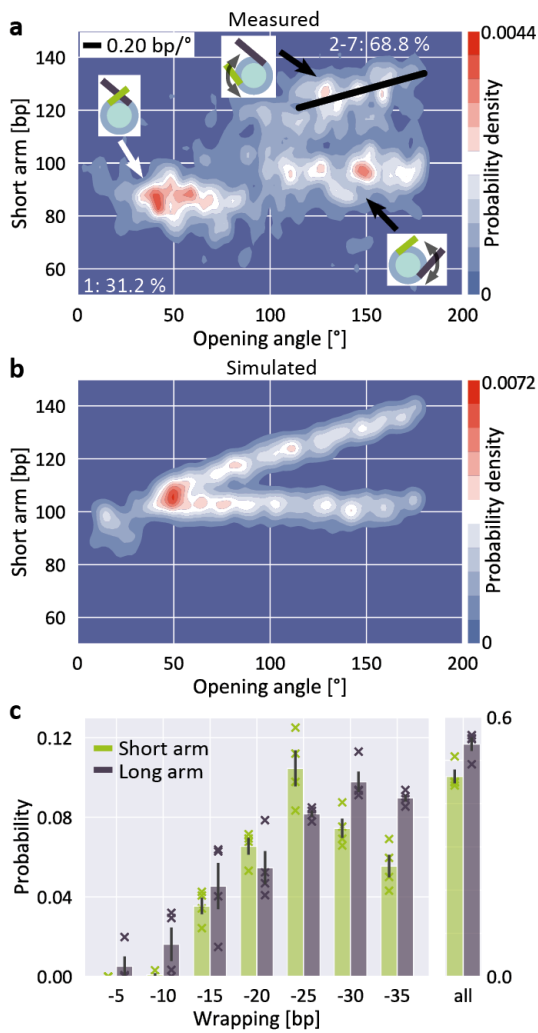 a
Measured
0.20 bp/°
2-7: 68.8 %
0.0044
140
120
100
80
60
Short arm [bp]
1: 31.2 %
Probability density
0
0
50
100
150
200
Opening angle [°]
b
Simulated
0.0072
140
120
100
80
60
Short arm [bp]
Probability density
0
0
50
100
150
200
Opening angle [°]
c
0.12
0.08
0.04
0.00
Probability
Short arm
Long arm
0.6
0.0
-5
-10
-15
-20
-25
-30
-35
all
Wrapping [bp]